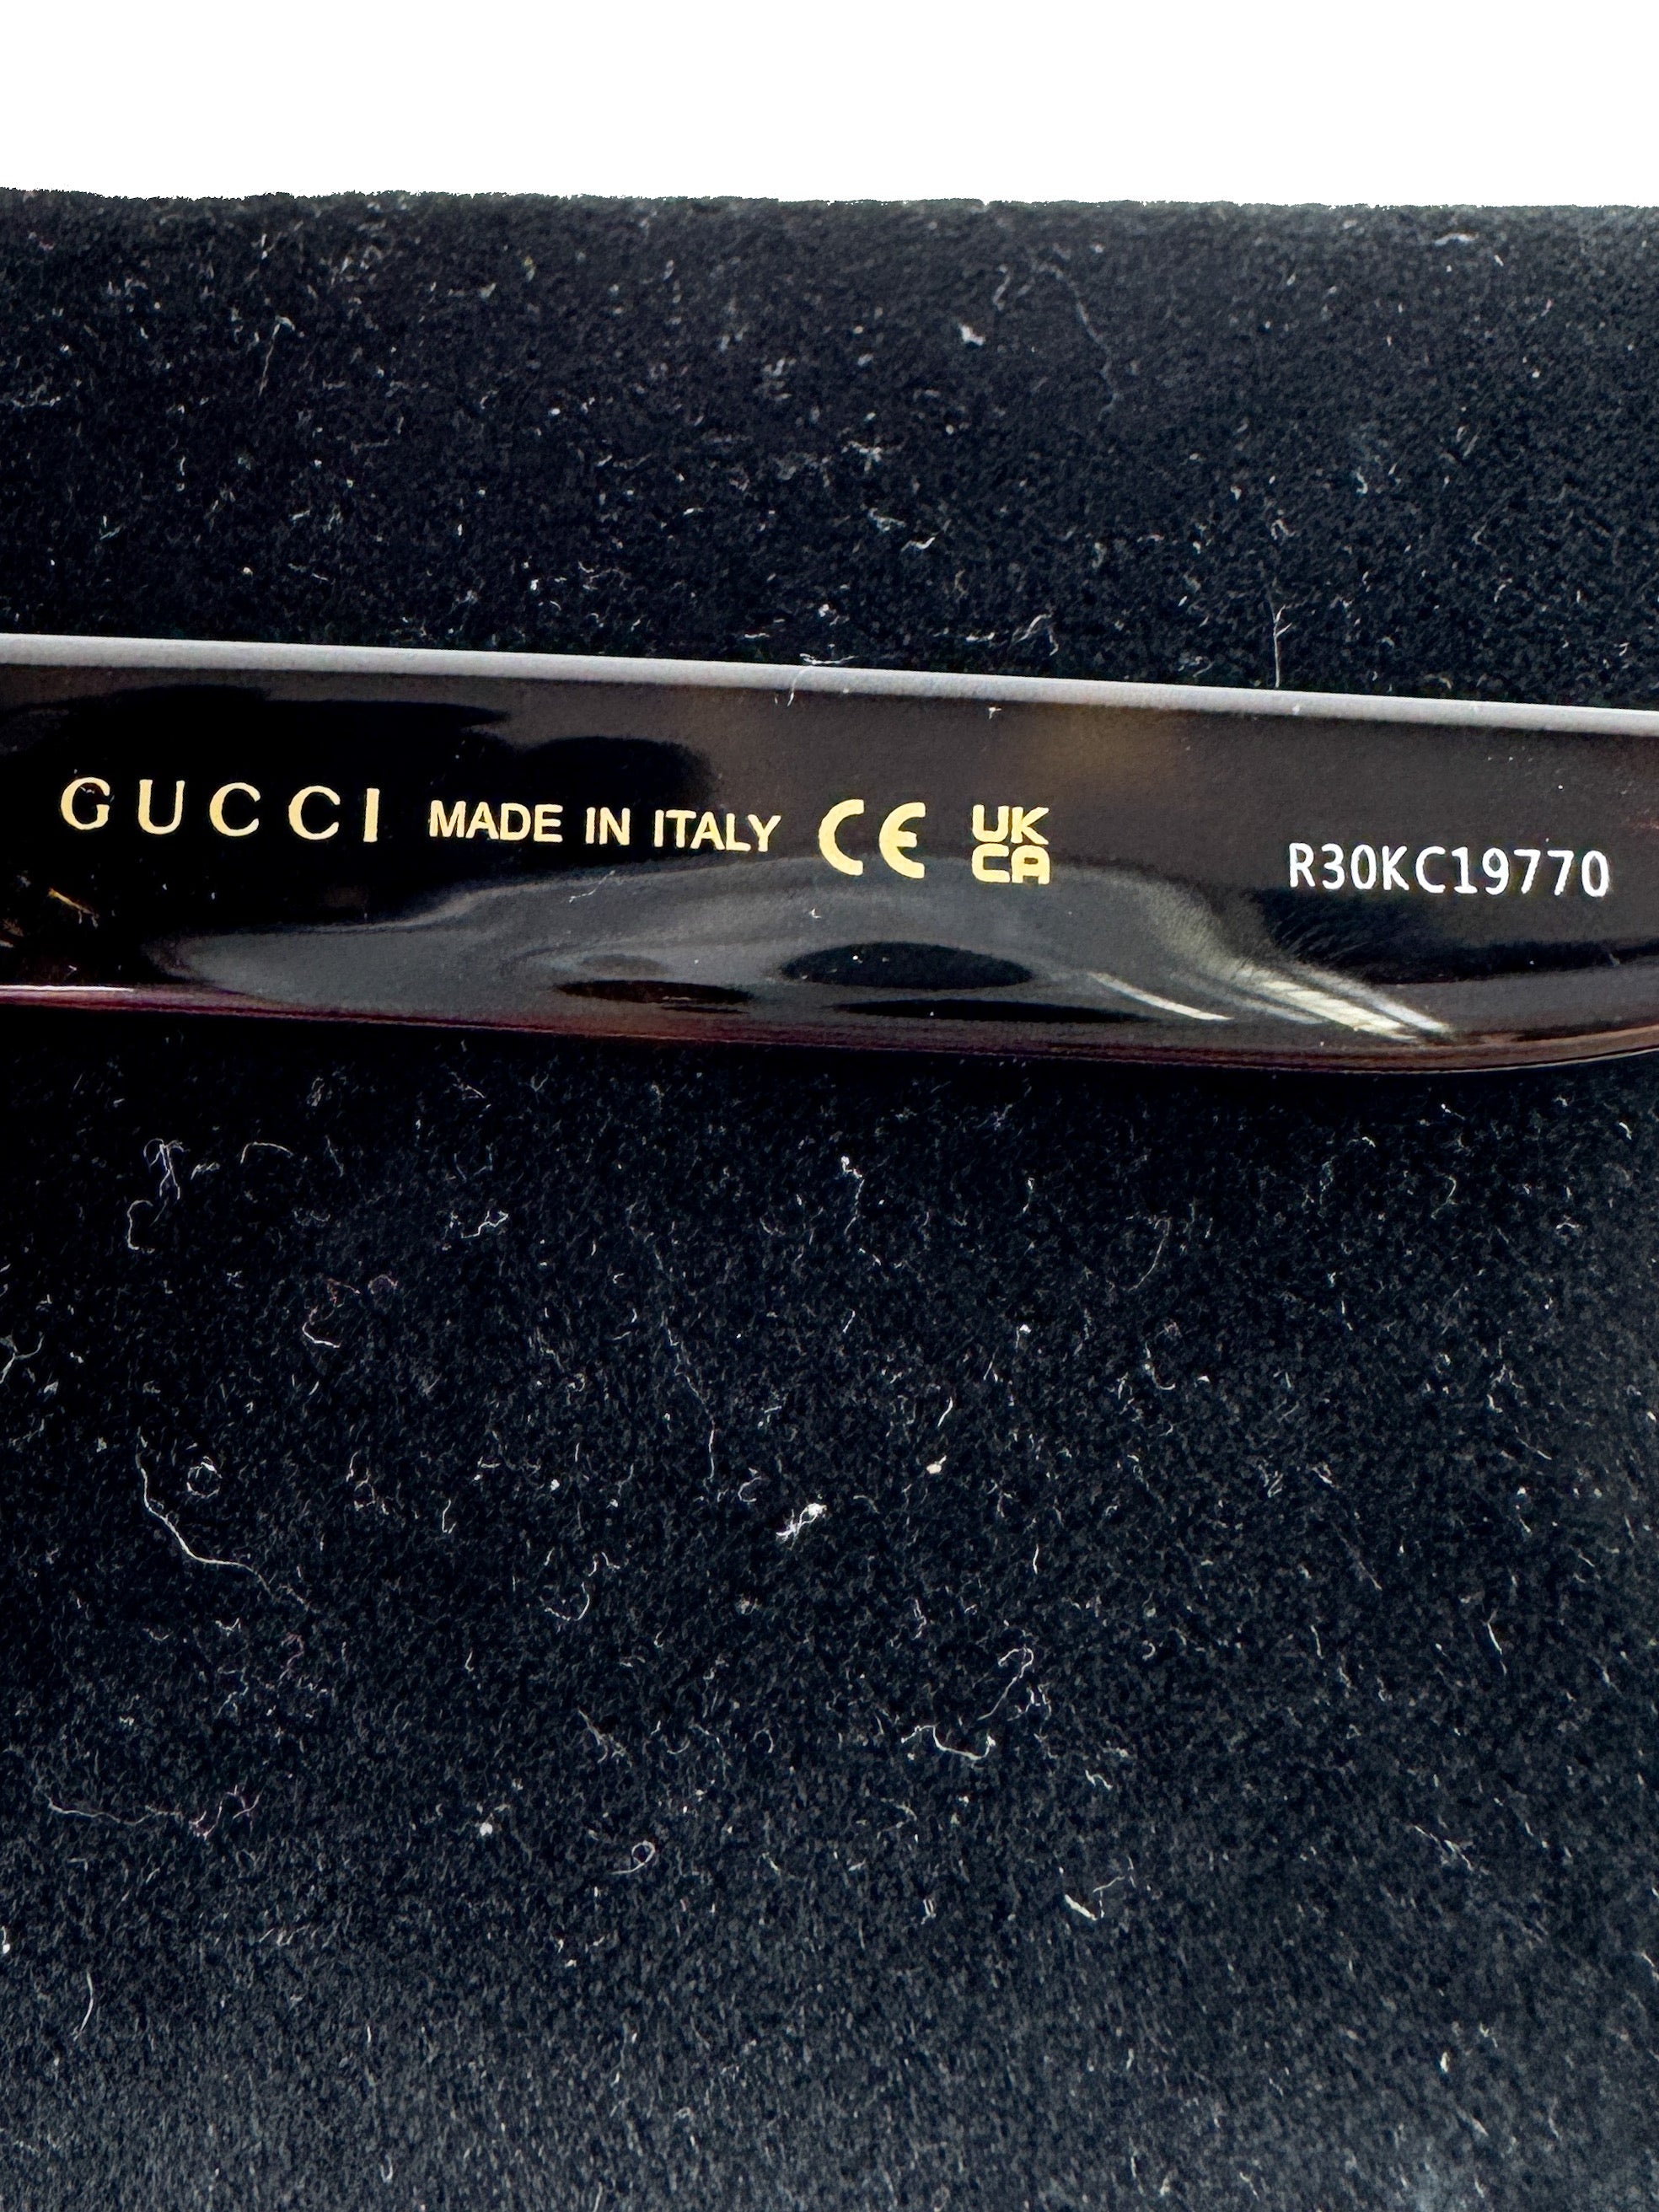 GUCCI MADE IN ITALY CE UK CA R30KC19770